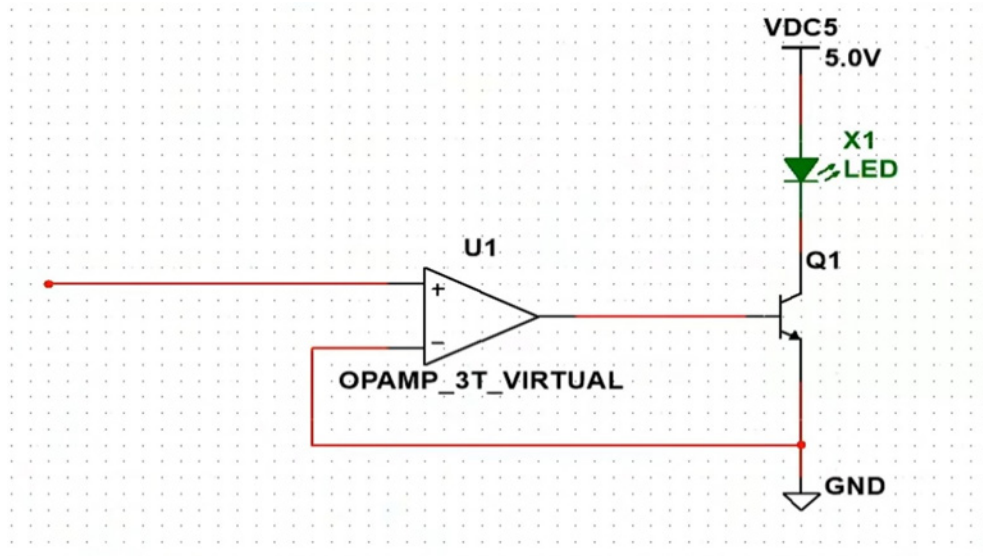 VDC5
5.0V
X1
LED
U1
Q1
+
−
OPAMP_3T_VIRTUAL
GND